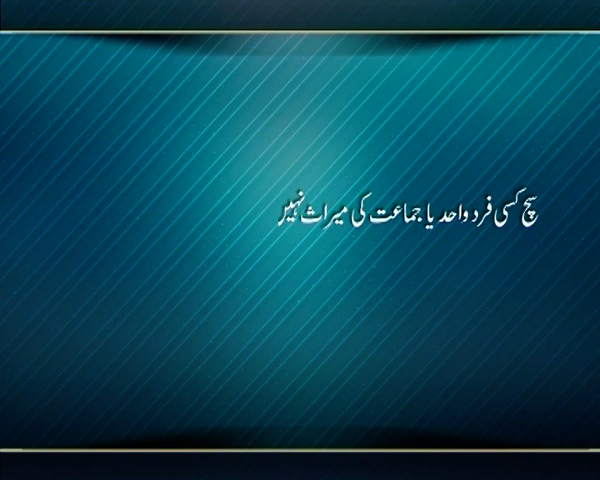 سچ کسی فرد واحد یا جماعت کی میراث نہیں